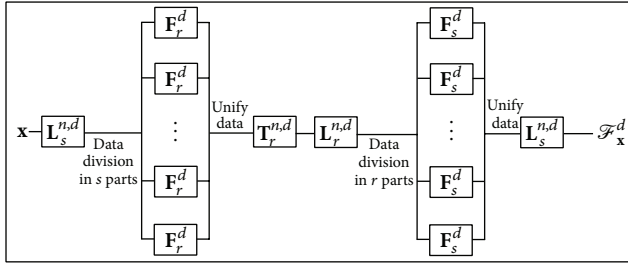 x
L_s^{n,d}
Data
division
in s parts
F_r^d
F_r^d
⋮
F_r^d
F_r^d
Unify
data
T_r^{n,d}
L_r^{n,d}
Data
division
in r parts
F_s^d
F_s^d
⋮
F_s^d
F_s^d
Unify
data
L_s^{n,d}
ℱ_x^d